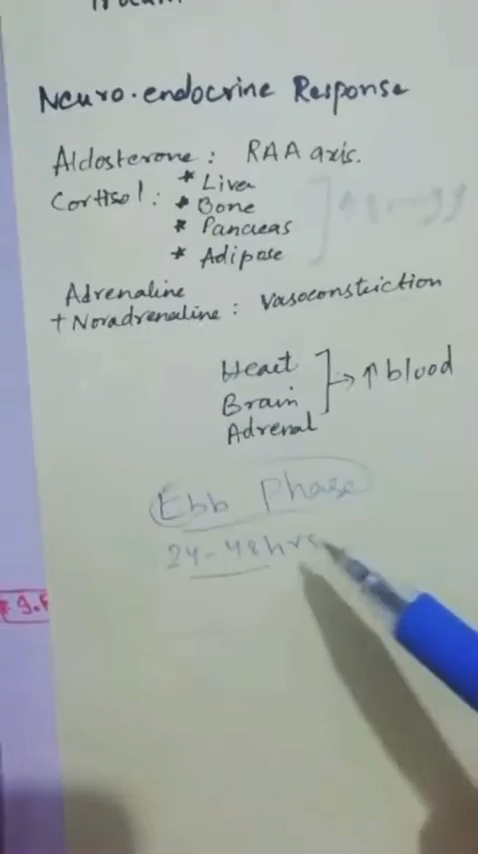 Neuro-endocrine Response
Aldosterone : RAA axis.
Cortisol : * Liver
* Bone
* Pancreas
* Adipose
Adrenaline
+ Noradrenaline : Vasoconstriction
Heart
Brain → ↑ blood
Adrenal
Ebb Phase
24-48hrs